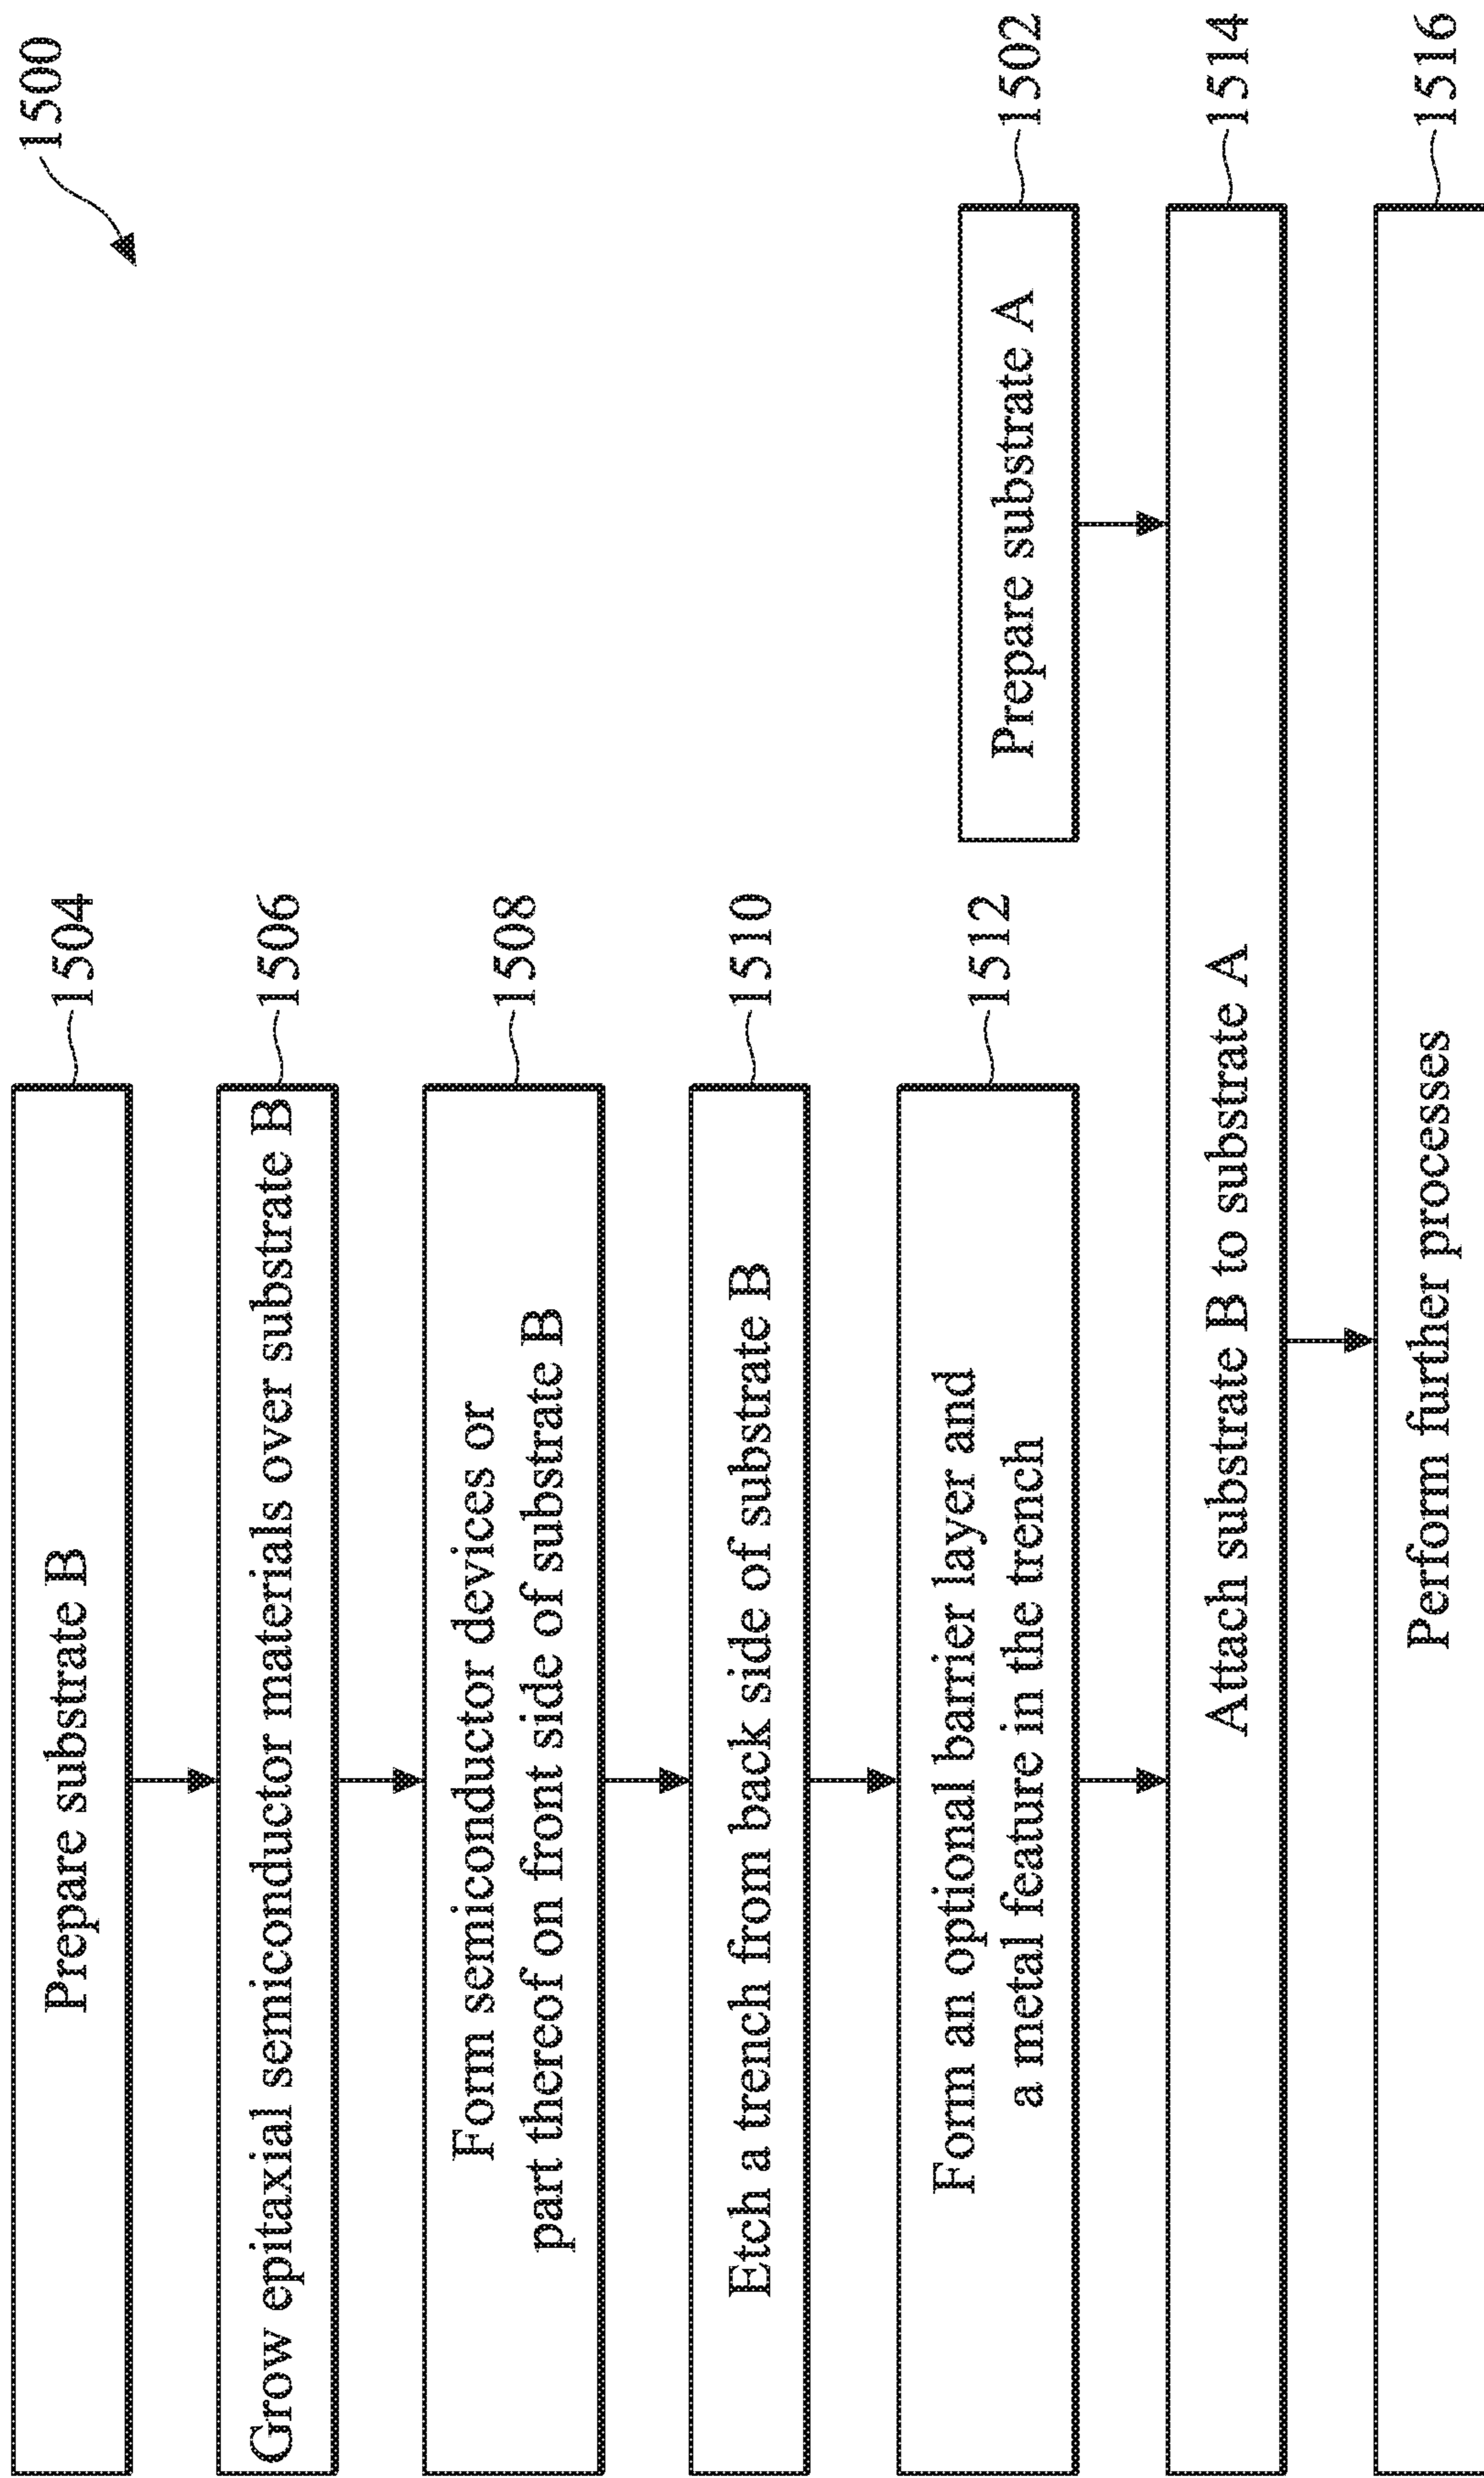 1500
Prepare substrate B
1504
Grow epitaxial semiconductor materials over substrate B
1506
Form semiconductor devices or
part thereof on front side of substrate B
1508
Etch a trench from back side of substrate B
1510
Form an optional barrier layer and
a metal feature in the trench
1512
Prepare substrate A
1502
Attach substrate B to substrate A
1514
Perform further processes
1516